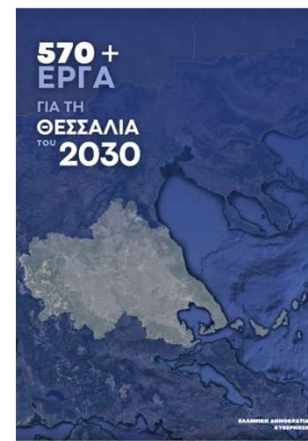 570 +
ΕΡΓΑ
ΓΙΑ ΤΗ
ΘΕΣΣΑΛΙΑ
του 2030
ΕΛΛΗΝΙΚΗ ΔΗΜΟΚΡΑΤΙΑ
ΚΥΒΕΡΝΗΣΗ